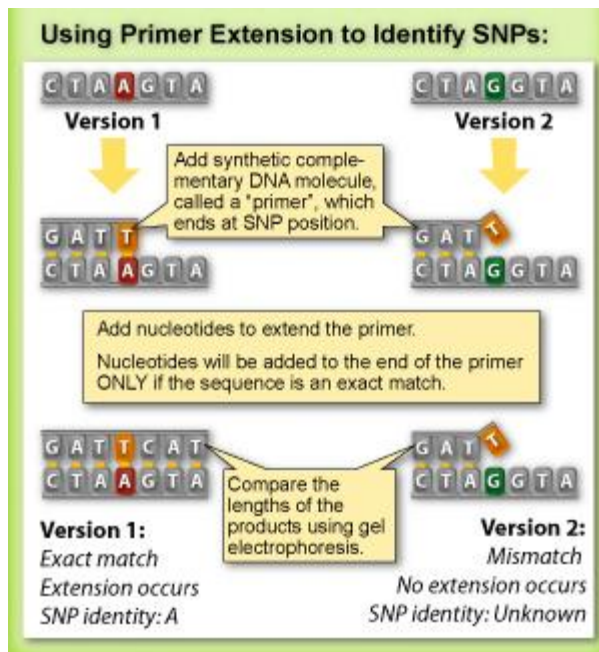 Using Primer Extension to Identify SNPs:
C T A A G T A
C T A G G T A
Version 1
Version 2
Add synthetic comple-
mentary DNA molecule,
called a "primer", which
ends at SNP position.
G A T T
C T A A G T A
G A T T
C T A G G T A
Add nucleotides to extend the primer.
Nucleotides will be added to the end of the primer
ONLY if the sequence is an exact match.
G A T T C A T
C T A A G T A
G A T T
C T A G G T A
Compare the
lengths of the
products using gel
electrophoresis.
Version 1:
Exact match
Extension occurs
SNP identity: A
Version 2:
Mismatch
No extension occurs
SNP identity: Unknown